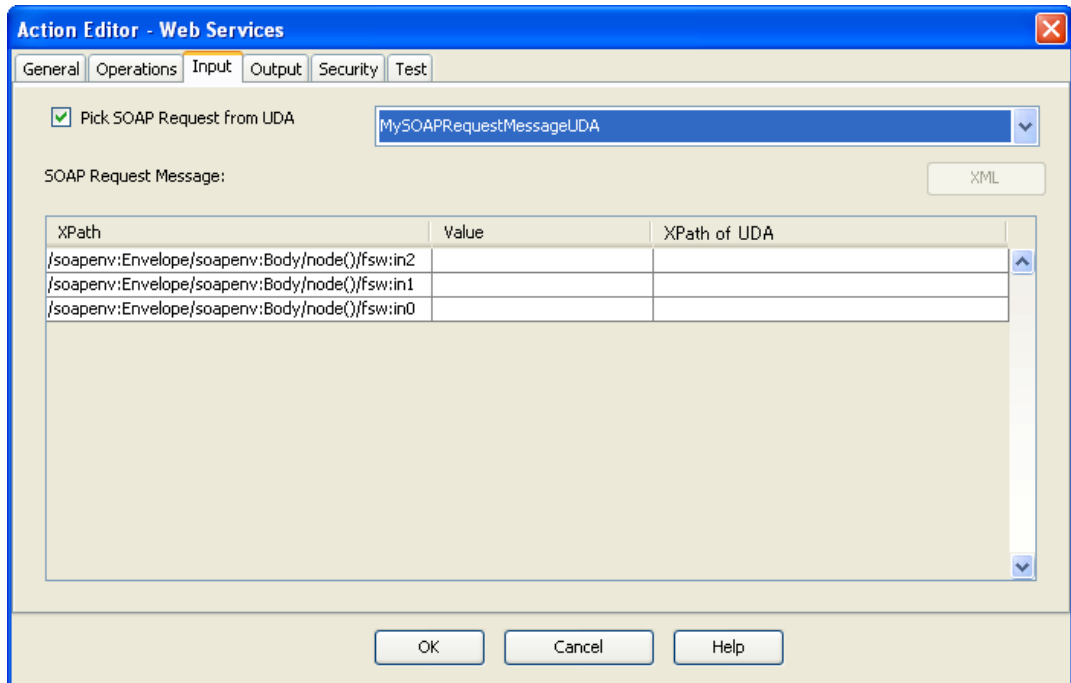 Action Editor - Web Services
General Operations Input Output Security Test
Pick SOAP Request from UDA MySOAPRequestMessageUDA
SOAP Request Message: XML
XPath Value XPath of UDA
/soapenv:Envelope/soapenv:Body/node()/fsw:in2
/soapenv:Envelope/soapenv:Body/node()/fsw:in1
/soapenv:Envelope/soapenv:Body/node()/fsw:in0
OK Cancel Help